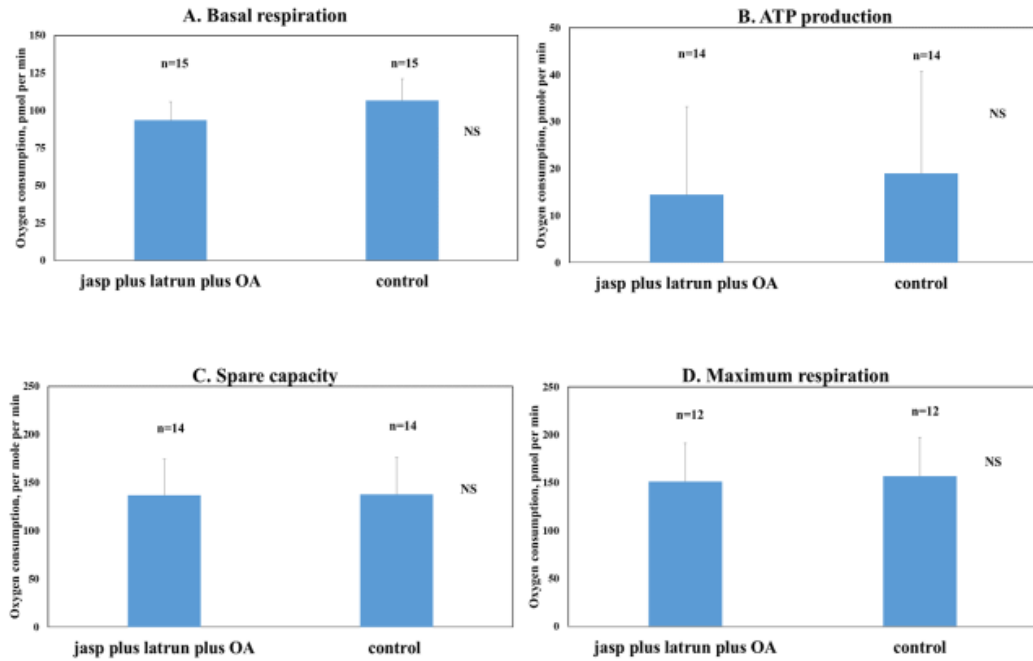 A. Basal respiration
Oxygen consumption, pmol per min
150
125
100
75
50
25
0
n=15
n=15
NS
jasp plus latrun plus OA
control
B. ATP production
Oxygen consumption, pmole per min
50
40
30
20
10
0
n=14
n=14
NS
jasp plus latrun plus OA
control
C. Spare capacity
Oxygen consumption, per mole per min
250
200
150
100
50
0
n=14
n=14
NS
jasp plus latrun plus OA
control
D. Maximum respiration
Oxygen consumption, pmol per min
250
200
150
100
50
0
n=12
n=12
NS
jasp plus latrun plus OA
control